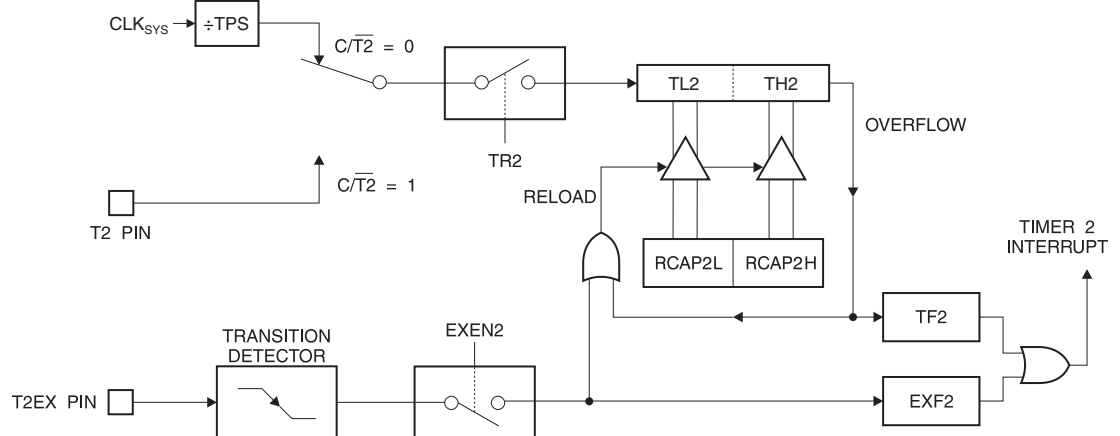 CLKSYS
÷TPS
C/T2 = 0
TL2
TH2
OVERFLOW
TR2
C/T2 = 1
RELOAD
T2 PIN
TIMER 2
INTERRUPT
RCAP2L
RCAP2H
TF2
TRANSITION
DETECTOR
EXEN2
T2EX PIN
EXF2